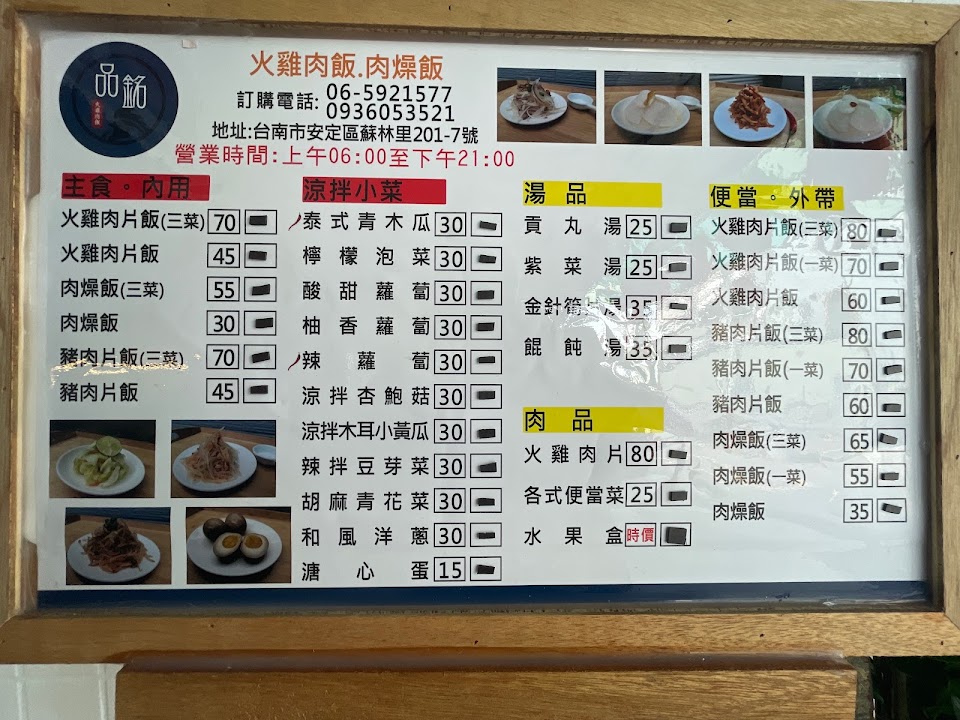 品銘
火雞肉飯
火雞肉飯.肉燥飯
訂購電話: 06-5921577
0936053521
地址:台南市安定區蘇林里201-7號
營業時間:上午06:00至下午21:00
主食。內用
火雞肉片飯(三菜) 70
火雞肉片飯 45
肉燥飯(三菜) 55
肉燥飯 30
豬肉片飯(三菜) 70
豬肉片飯 45
涼拌小菜
泰式青木瓜 30
檸檬泡菜 30
酸甜蘿蔔 30
柚香蘿蔔 30
辣蘿蔔 30
涼拌杏鮑菇 30
涼拌木耳小黃瓜 30
辣拌豆芽菜 30
胡麻青花菜 30
和風洋蔥 30
溏心蛋 15
湯品
貢丸湯 25
紫菜湯 25
金針筍片湯 35
餛飩湯 35
肉品
火雞肉片 80
各式便當菜 25
水果盒 時價
便當。外帶
火雞肉片飯(三菜) 80
火雞肉片飯(一菜) 70
火雞肉片飯 60
豬肉片飯(三菜) 80
豬肉片飯(一菜) 70
豬肉片飯 60
肉燥飯(三菜) 65
肉燥飯(一菜) 55
肉燥飯 35